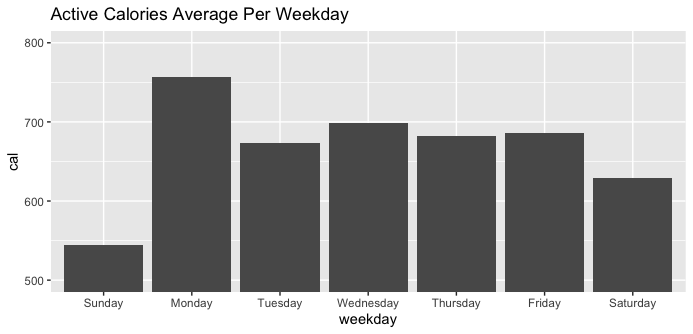 Active Calories Average Per Weekday
800
700
600
500
cal
Sunday Monday Tuesday Wednesday Thursday Friday Saturday
weekday